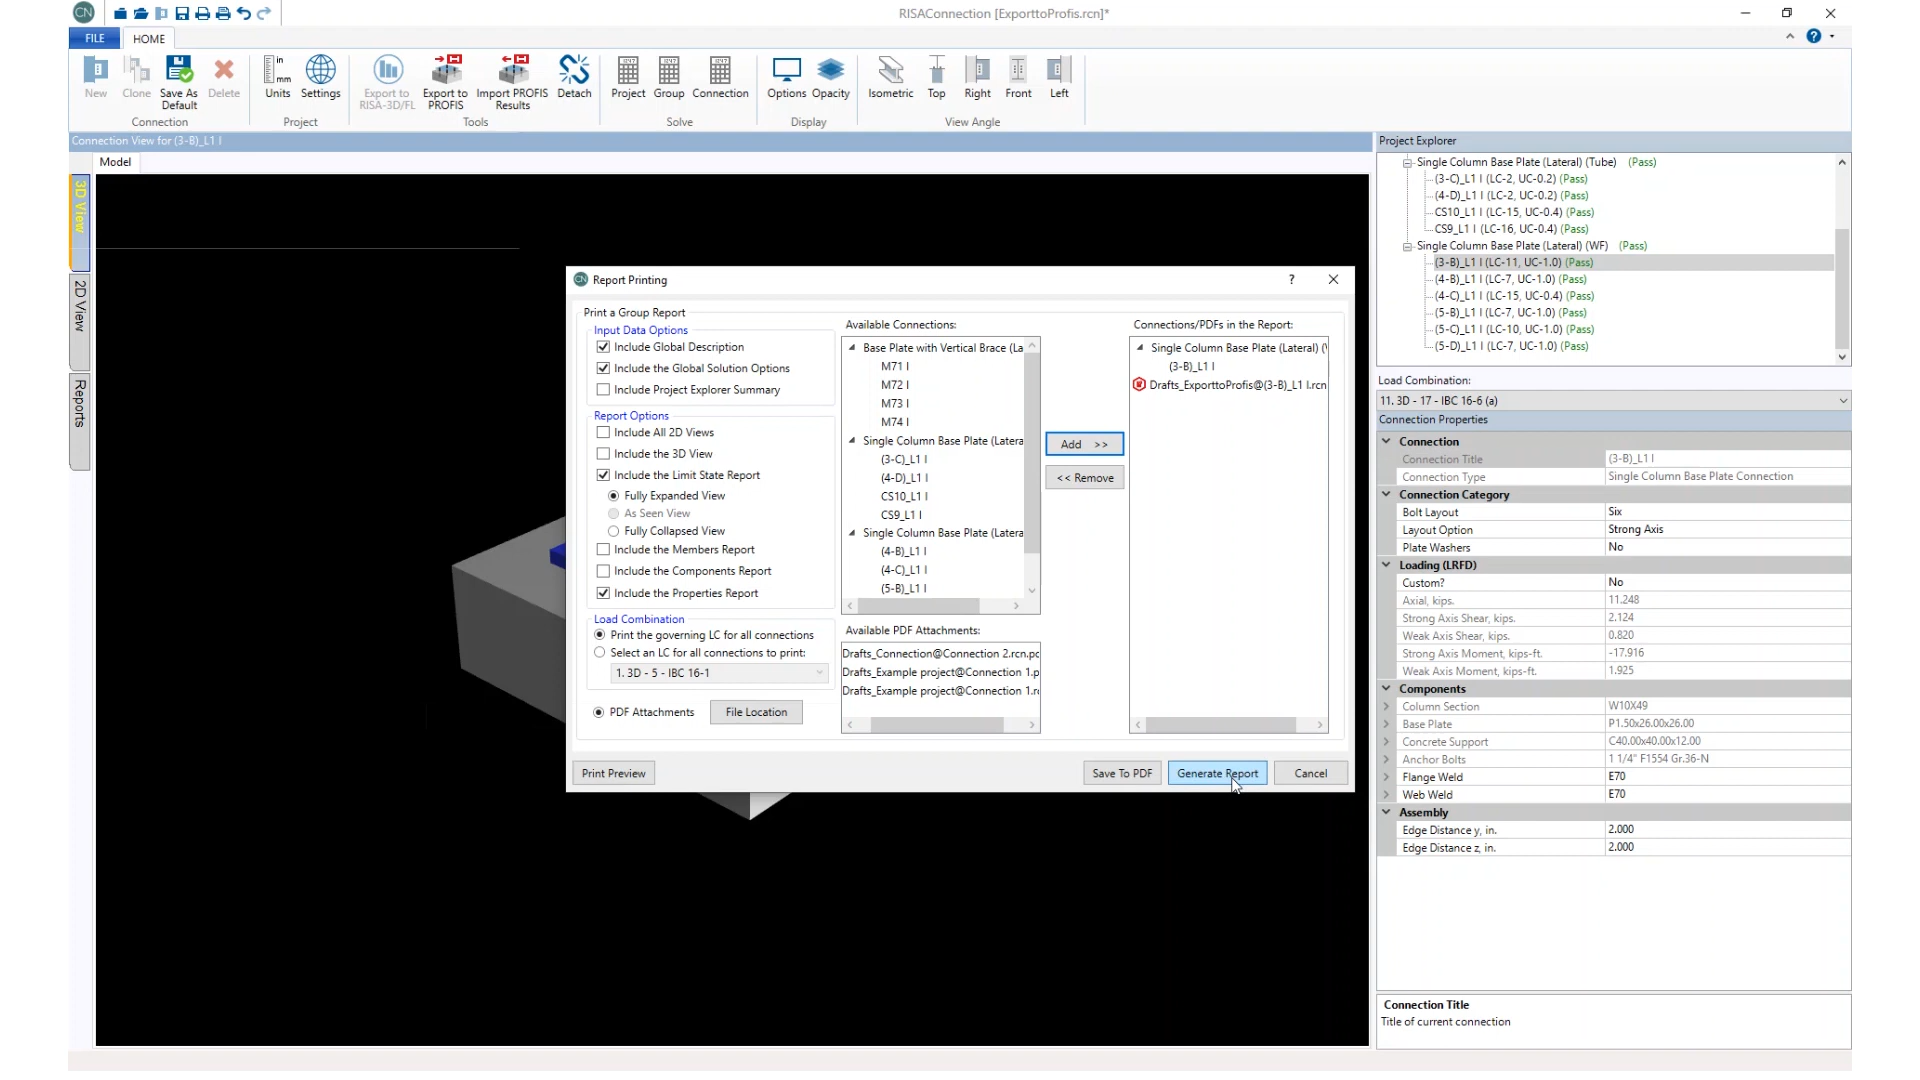 CN
RISAConnection [ExporttoProfis.rcn]*
FILE
HOME
New
Clone
Save As Default
Delete
Connection
in
mm
Units
Settings
Project
Export to RISA-3D/FL
Export to PROFIS
Import PROFIS Results
Detach
Tools
Project
Group
Connection
Solve
Options
Opacity
Display
Isometric
Top
Right
Front
Left
View Angle
Connection View for (3-B)_L1 I
Model
3D View
2D View
Reports
Report Printing
?
Print a Group Report
Input Data Options
Include Global Description
Include the Global Solution Options
Include Project Explorer Summary
Report Options
Include All 2D Views
Include the 3D View
Include the Limit State Report
Fully Expanded View
As Seen View
Fully Collapsed View
Include the Members Report
Include the Components Report
Include the Properties Report
Load Combination
Print the governing LC for all connections
Select an LC for all connections to print:
1. 3D - 5 - IBC 16-1
PDF Attachments
File Location
Available Connections:
Base Plate with Vertical Brace (La
M71 I
M72 I
M73 I
M74 I
Single Column Base Plate (Latera
(3-C)_L1 I
(4-D)_L1 I
CS10_L1 I
CS9_L1 I
Single Column Base Plate (Latera
(4-B)_L1 I
(4-C)_L1 I
(5-B)_L1 I
Available PDF Attachments:
Drafts_Connection@Connection 2.rcn.pc
Drafts_Example project@Connection 1.p
Drafts_Example project@Connection 1.r
Add >>
<< Remove
Connections/PDFs in the Report:
Single Column Base Plate (Lateral) (
(3-B)_L1 I
Drafts_ExporttoProfis@(3-B)_L1 I.rcn
Print Preview
Save To PDF
Generate Report
Cancel
Project Explorer
Single Column Base Plate (Lateral) (Tube) (Pass)
(3-C)_L1 I (LC-2, UC-0.2) (Pass)
(4-D)_L1 I (LC-2, UC-0.2) (Pass)
CS10_L1 I (LC-15, UC-0.4) (Pass)
CS9_L1 I (LC-16, UC-0.4) (Pass)
Single Column Base Plate (Lateral) (WF) (Pass)
(3-B)_L1 I (LC-11, UC-1.0) (Pass)
(4-B)_L1 I (LC-7, UC-1.0) (Pass)
(4-C)_L1 I (LC-15, UC-0.4) (Pass)
(5-B)_L1 I (LC-7, UC-1.0) (Pass)
(5-C)_L1 I (LC-10, UC-1.0) (Pass)
(5-D)_L1 I (LC-7, UC-1.0) (Pass)
Load Combination:
11. 3D - 17 - IBC 16-6 (a)
Connection Properties
Connection
Connection Title (3-B)_L1 I
Connection Type Single Column Base Plate Connection
Connection Category
Bolt Layout Six
Layout Option Strong Axis
Plate Washers No
Loading (LRFD)
Custom? No
Axial, kips. 11.248
Strong Axis Shear, kips. 2.124
Weak Axis Shear, kips. 0.820
Strong Axis Moment, kips-ft. -17.916
Weak Axis Moment, kips-ft. 1.925
Components
Column Section W10X49
Base Plate P1.50x26.00x26.00
Concrete Support C40.00x40.00x12.00
Anchor Bolts 1 1/4" F1554 Gr.36-N
Flange Weld E70
Web Weld E70
Assembly
Edge Distance y, in. 2.000
Edge Distance z, in. 2.000
Connection Title
Title of current connection